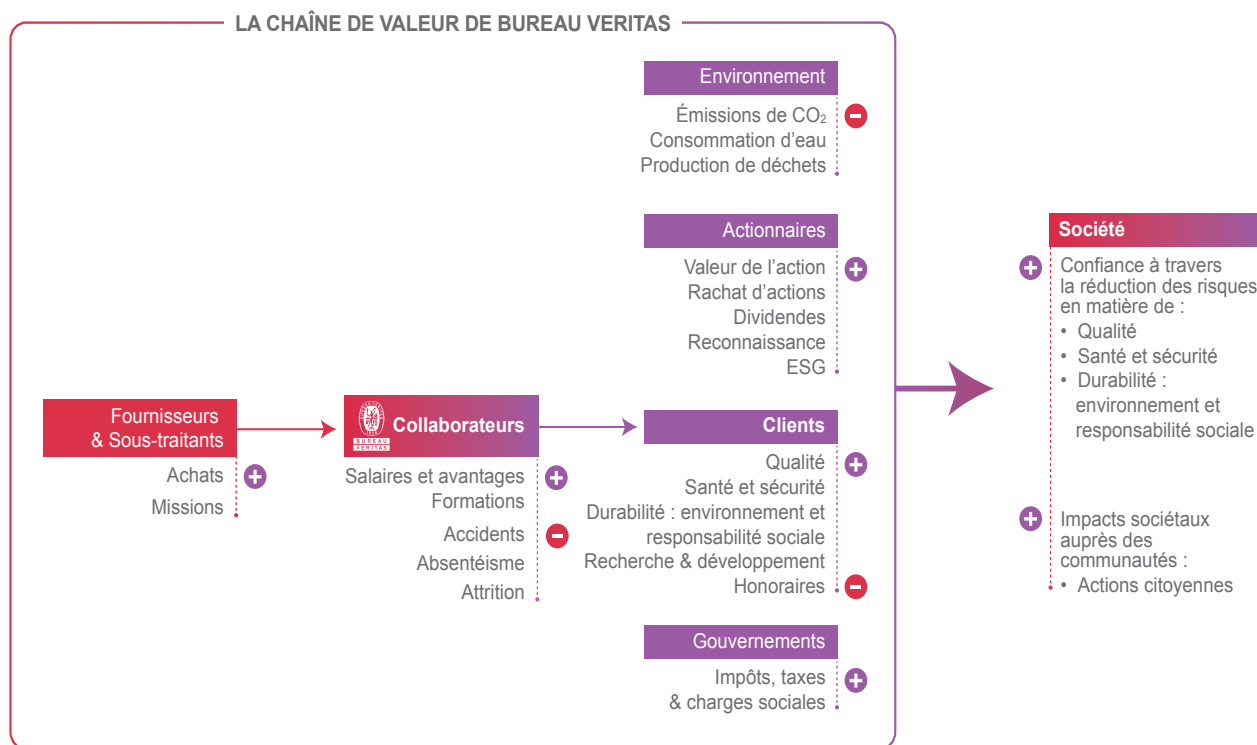 LA CHAÎNE DE VALEUR DE BUREAU VERITAS
Environnement
Émissions de CO₂
Consommation d'eau
Production de déchets
Actionnaires
Valeur de l'action
Rachat d'actions
Dividendes
Reconnaissance
ESG
Fournisseurs
& Sous-traitants
Achats
Missions
BUREAU
VERITAS
Collaborateurs
Salaires et avantages
Formations
Accidents
Absentéisme
Attrition
Clients
Qualité
Santé et sécurité
Durabilité : environnement et
responsabilité sociale
Recherche & développement
Honoraires
Gouvernements
Impôts, taxes
& charges sociales
Société
Confiance à travers
la réduction des risques
en matière de :
• Qualité
• Santé et sécurité
• Durabilité :
environnement et
responsabilité sociale
Impacts sociétaux
auprès des
communautés :
• Actions citoyennes